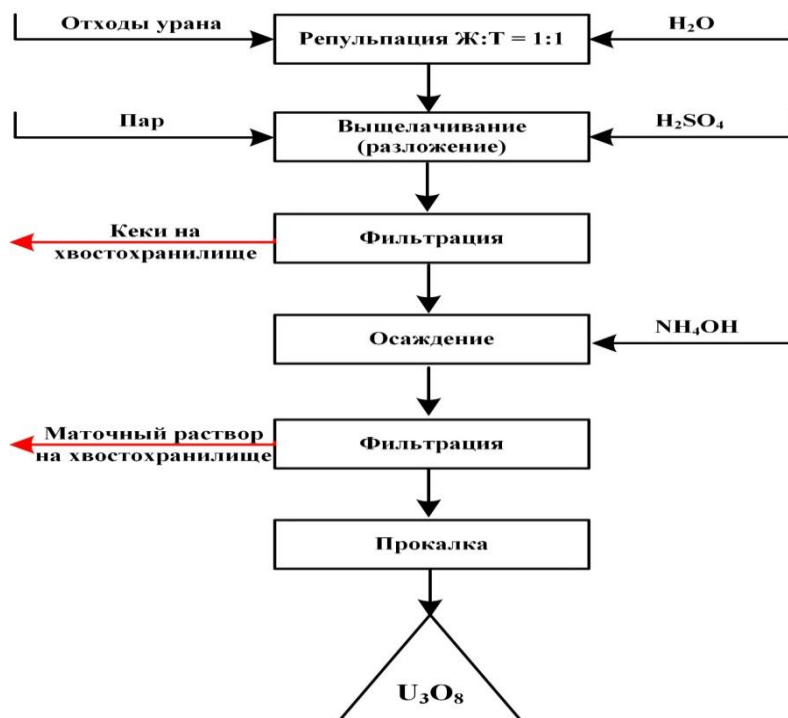 Отходы урана
Репульпация Ж:Т = 1:1
H₂O
Пар
Выщелачивание
(разложение)
H₂SO₄
Кеки на
хвостохранилище
Фильтрация
Осаждение
NH₄OH
Маточный раствор
на хвостохранилище
Фильтрация
Прокалка
U₃O₈